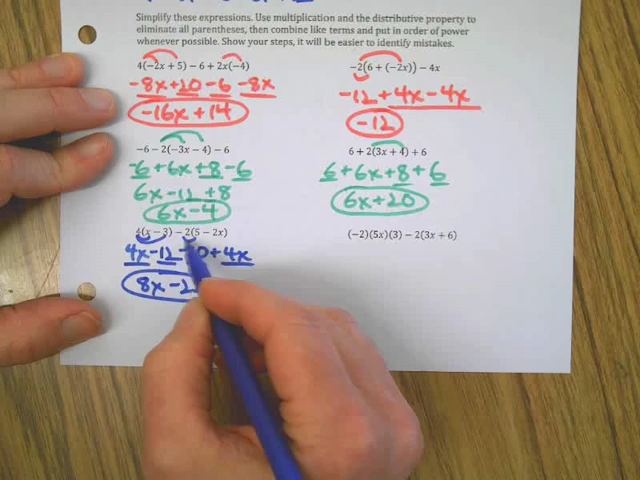 Simplify these expressions. Use multiplication and the distributive property to
eliminate all parentheses, then combine like terms and put in order of power
whenever possible. Show your steps, it will be easier to identify mistakes.
4(−2x + 5) − 6 + 2x(−4)
-8x+20 -6 -8x
-16x+14
−2(6 + (−2x)) − 4x
-12 +4x -4x
-12
−6 − 2(−3x − 4) − 6
-6 +6x +8 -6
6x -12 +8
6x -4
6 + 2(3x + 4) + 6
6+6x+8+6
6x+20
4(x − 3) − 2(5 − 2x)
4x -12 0 +4x
8x -2
(−2)(5x)(3) − 2(3x + 6)